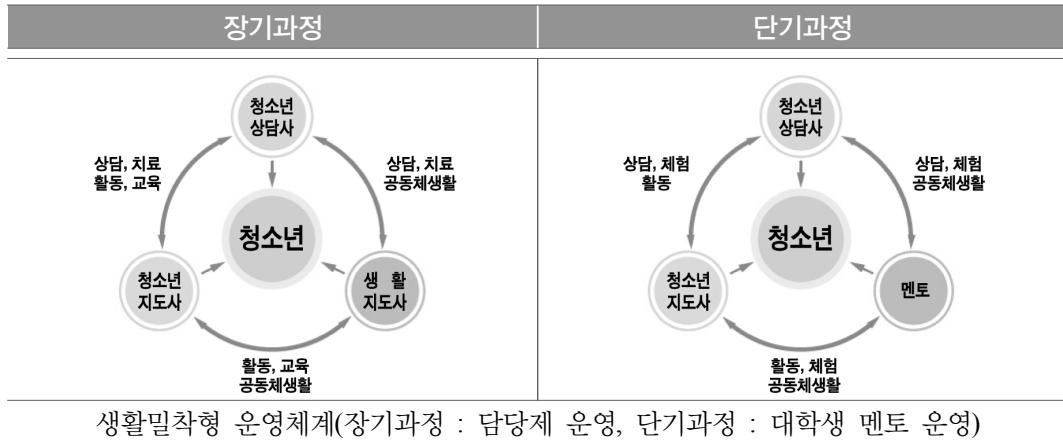 장기과정
단기과정
청소년
상담사
상담, 치료
활동, 교육
상담, 치료
공동체생활
청소년
청소년
지도사
생 활
지도사
활동, 교육
공동체생활
청소년
상담사
상담, 체험
활동
상담, 체험
공동체생활
청소년
청소년
지도사
멘토
활동, 체험
공동체생활
생활밀착형 운영체계(장기과정 : 담당제 운영, 단기과정 : 대학생 멘토 운영)